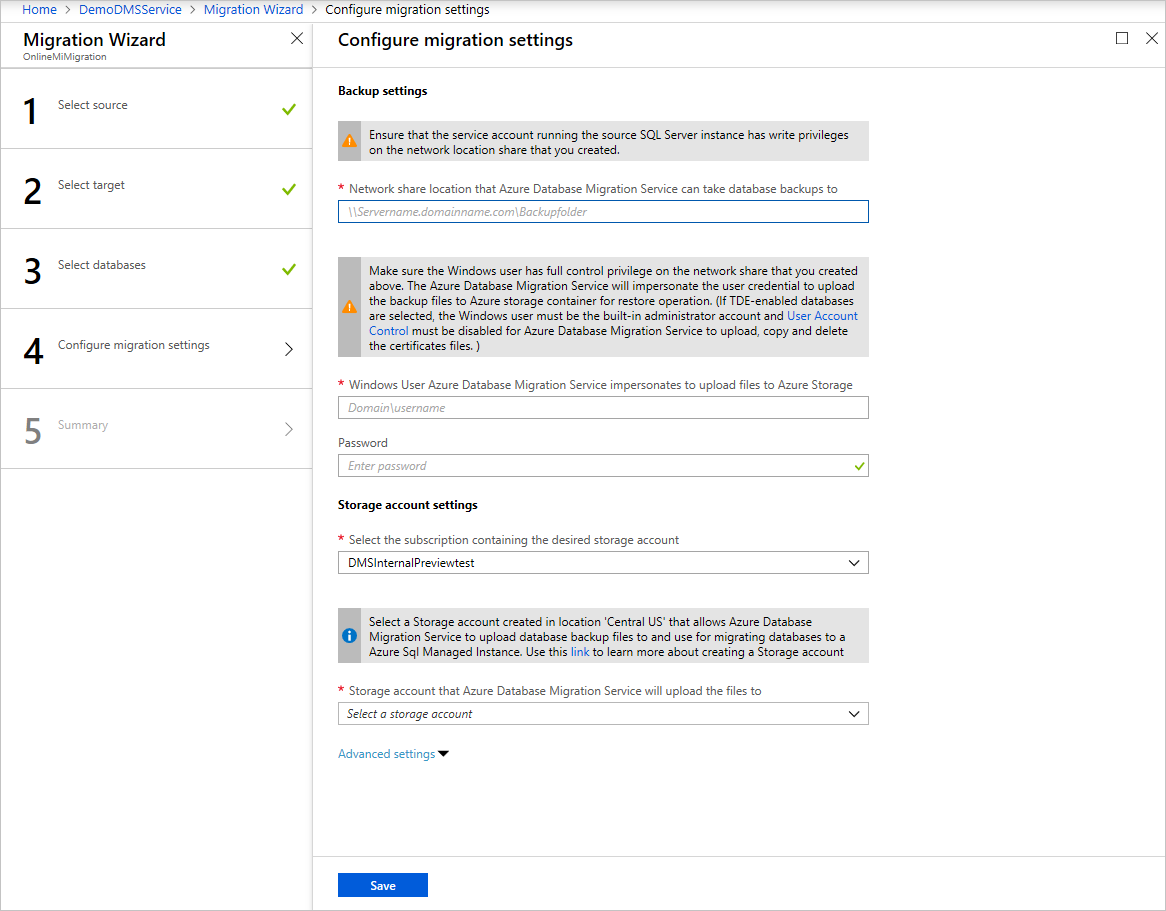 Home > DemoDMSService > Migration Wizard > Configure migration settings
Migration Wizard
OnlineMiMigration
1 Select source
2 Select target
3 Select databases
4 Configure migration settings
5 Summary
Configure migration settings
Backup settings
Ensure that the service account running the source SQL Server instance has write privileges
on the network location share that you created.
* Network share location that Azure Database Migration Service can take database backups to
\\Servername.domainname.com\Backupfolder
Make sure the Windows user has full control privilege on the network share that you created
above. The Azure Database Migration Service will impersonate the user credential to upload
the backup files to Azure storage container for restore operation. (If TDE-enabled databases
are selected, the Windows user must be the built-in administrator account and User Account
Control must be disabled for Azure Database Migration Service to upload, copy and delete
the certificates files. )
* Windows User Azure Database Migration Service impersonates to upload files to Azure Storage
Domain\username
Password
Enter password
Storage account settings
* Select the subscription containing the desired storage account
DMSInternalPreviewtest
Select a Storage account created in location 'Central US' that allows Azure Database
Migration Service to upload database backup files to and use for migrating databases to a
Azure Sql Managed Instance. Use this link to learn more about creating a Storage account
* Storage account that Azure Database Migration Service will upload the files to
Select a storage account
Advanced settings
Save